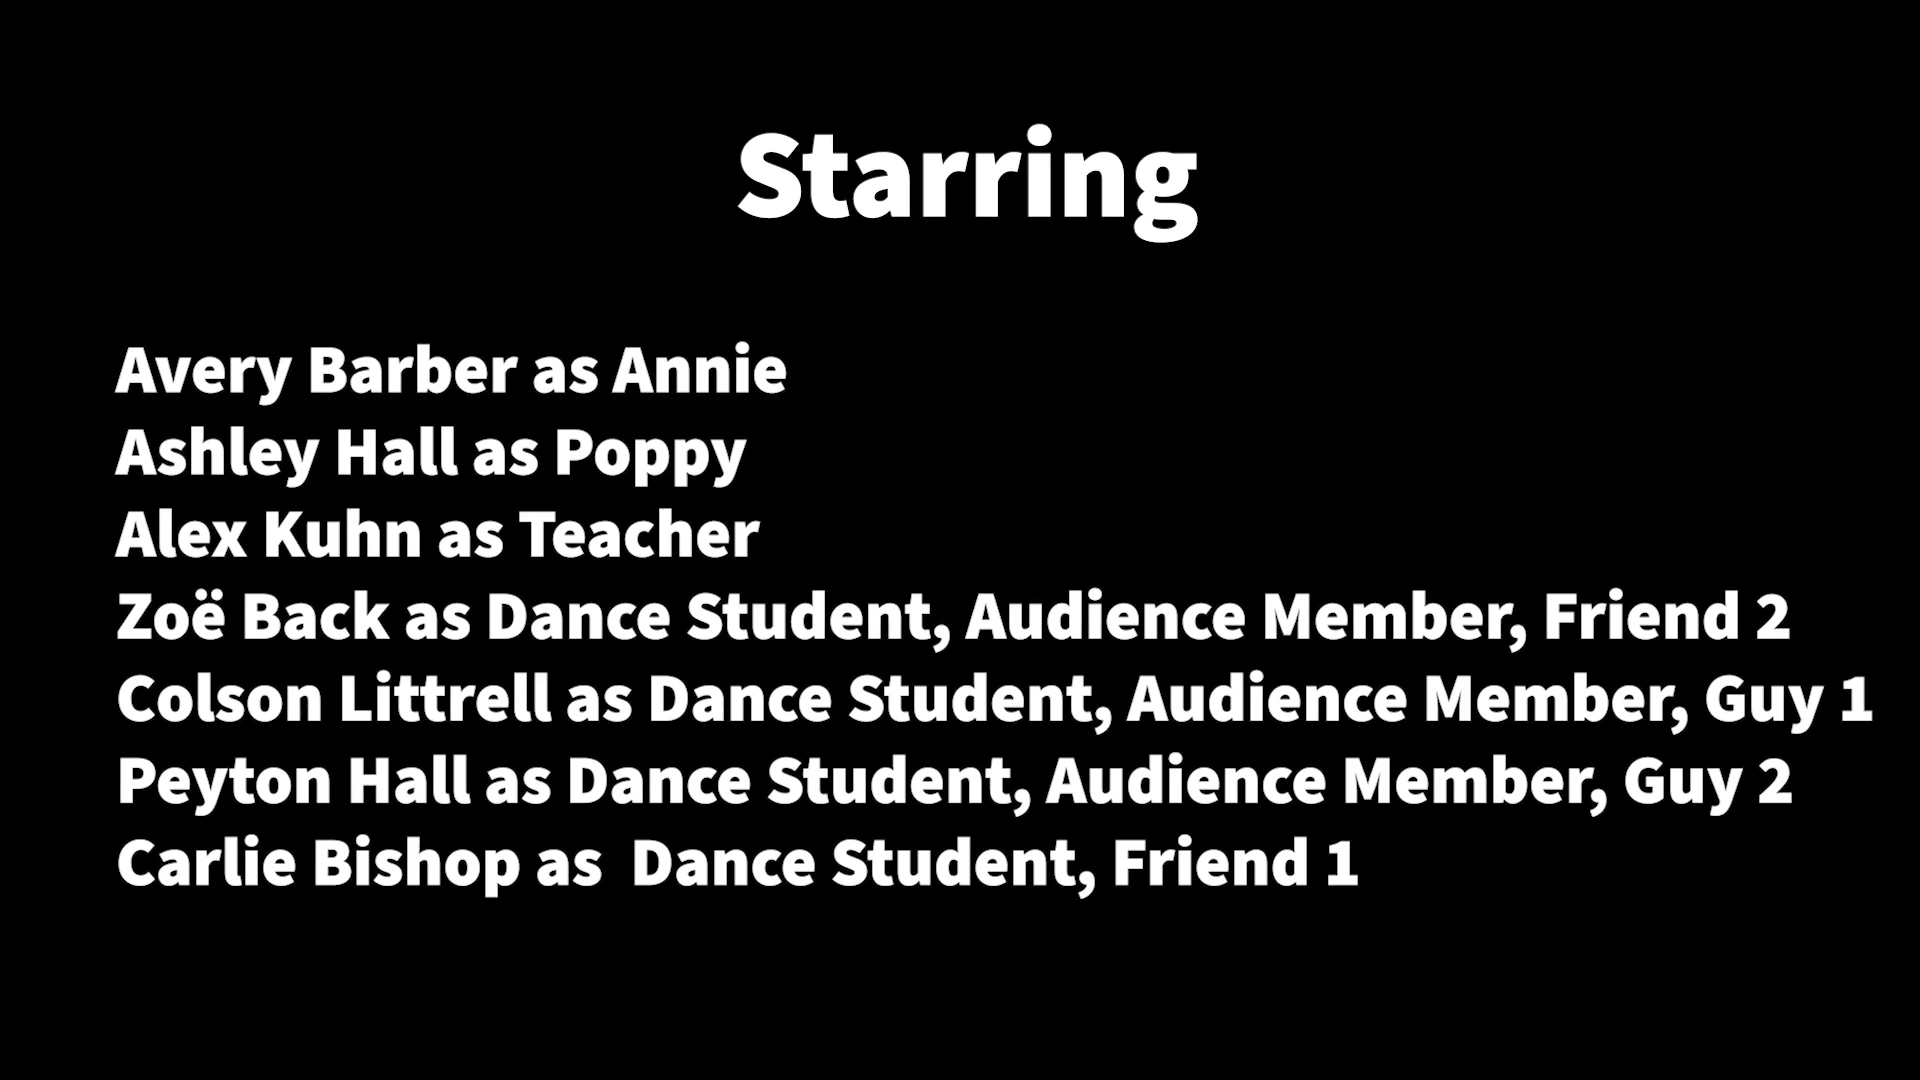 Starring
Avery Barber as Annie
Ashley Hall as Poppy
Alex Kuhn as Teacher
Zoë Back as Dance Student, Audience Member, Friend 2
Colson Littrell as Dance Student, Audience Member, Guy 1
Peyton Hall as Dance Student, Audience Member, Guy 2
Carlie Bishop as  Dance Student, Friend 1